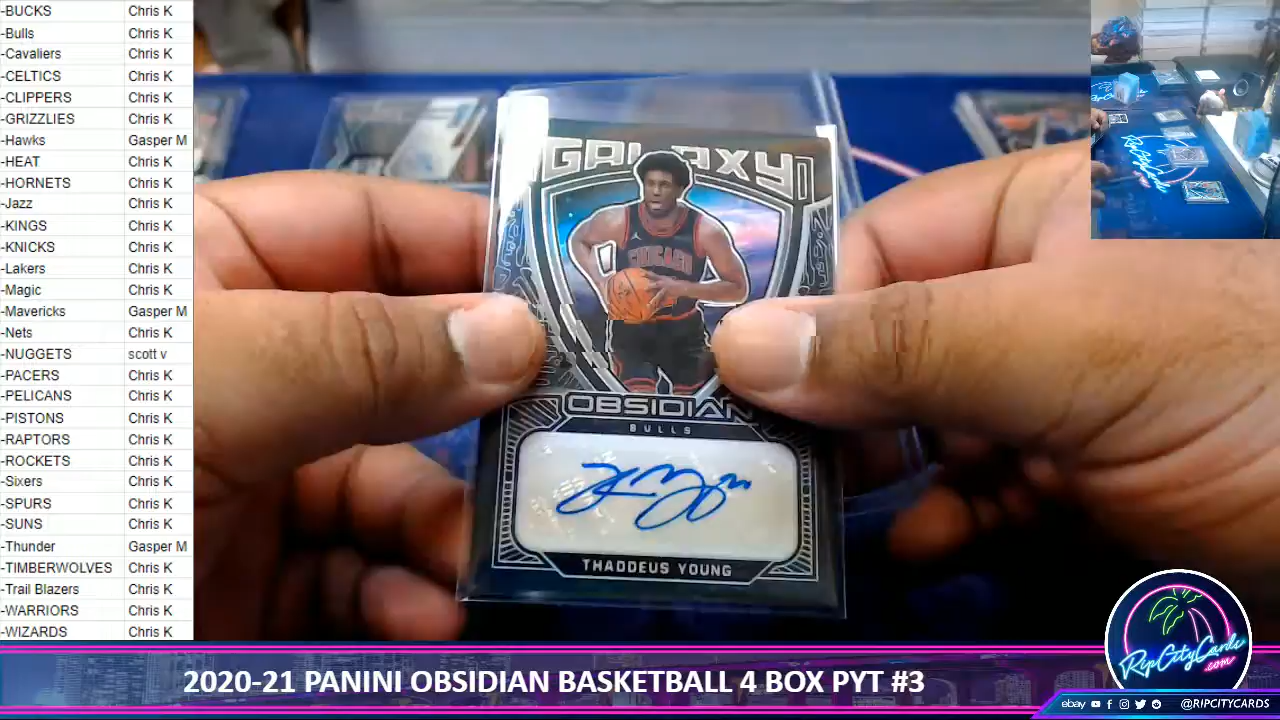 -BUCKS Chris K
-Bulls Chris K
-Cavaliers Chris K
-CELTICS Chris K
-CLIPPERS Chris K
-GRIZZLIES Chris K
-Hawks Gasper M
-HEAT Chris K
-HORNETS Chris K
-Jazz Chris K
-KINGS Chris K
-KNICKS Chris K
-Lakers Chris K
-Magic Chris K
-Mavericks Gasper M
-Nets Chris K
-NUGGETS scott v
-PACERS Chris K
-PELICANS Chris K
-PISTONS Chris K
-RAPTORS Chris K
-ROCKETS Chris K
-Sixers Chris K
-SPURS Chris K
-SUNS Chris K
-Thunder Gasper M
-TIMBERWOLVES Chris K
-Trail Blazers Chris K
-WARRIORS Chris K
-WIZARDS Chris K
GALAXY
CHICAGO
OBSIDIAN
BULLS
THADDEUS YOUNG
RipCityCards
.com
2020-21 PANINI OBSIDIAN BASKETBALL 4 BOX PYT #3
ebay @RIPCITYCARDS